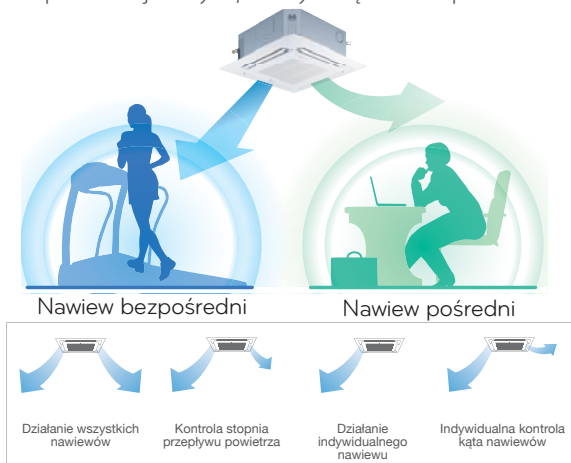 Nawiew bezpośredni
Nawiew pośredni
Działanie wszystkich
nawiewów
Kontrola stopnia
przepływu powietrza
Działanie
indywidualnego
nawiewu
Indywidualna kontrola
kąta nawiewów